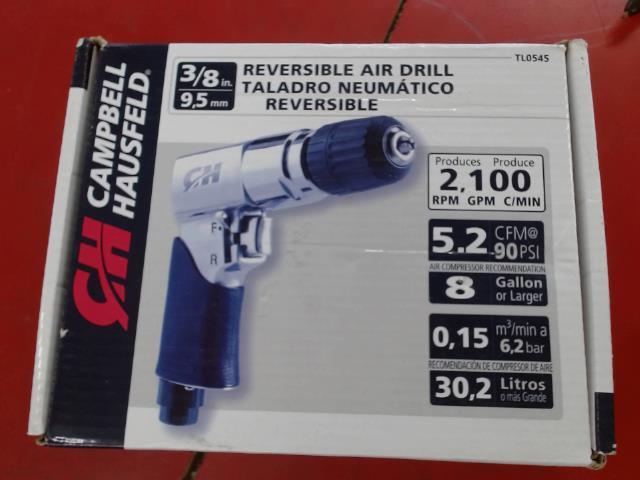 TL0545
3/8 in.
9,5 mm
REVERSIBLE AIR DRILL
TALADRO NEUMÁTICO
REVERSIBLE
CAMPBELL
HAUSFELD®
CH
CH
F
R
Produces Produce
2,100
RPM GPM C/MIN
5.2 CFM@
90 PSI
AIR COMPRESSOR RECOMMENDATION
8 Gallon
or Larger
0,15 m³/min a
6,2 bar
RECOMENDACIÓN DE COMPRESOR DE AIRE
30,2 Litros
o más Grande